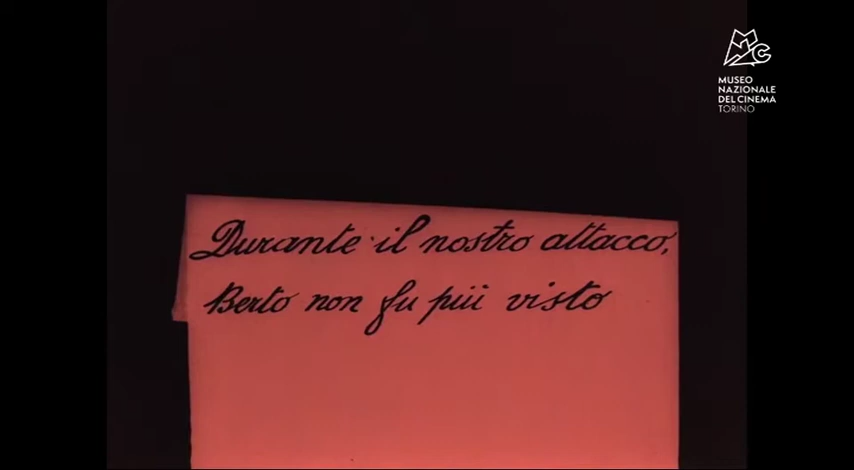 MUSEO
NAZIONALE
DEL CINEMA
TORINO
Durante il nostro attacco,
Berto non fu più visto